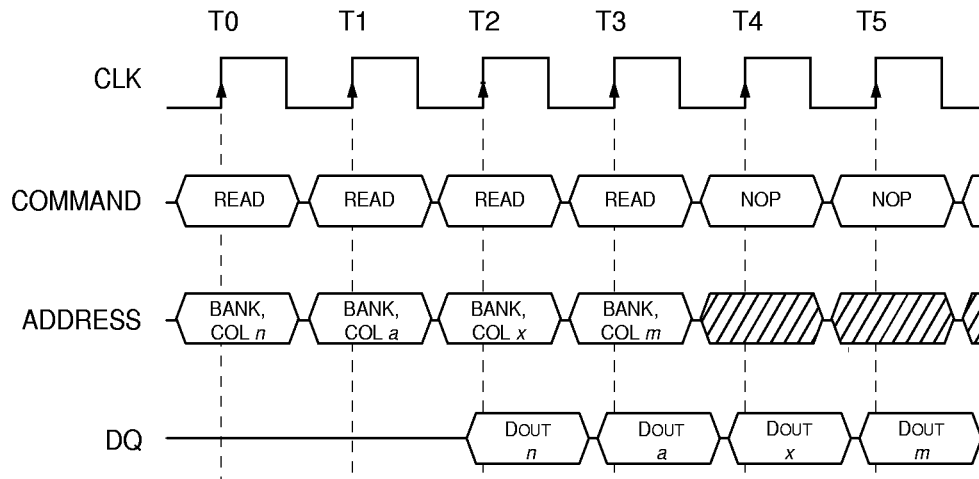 T0 T1 T2 T3 T4 T5
CLK
COMMAND READ READ READ READ NOP NOP
BANK, BANK, BANK, BANK,
ADDRESS
COL n COL a COL x COL m
DOUT DOUT DOUT DOUT
DQ
n a x m